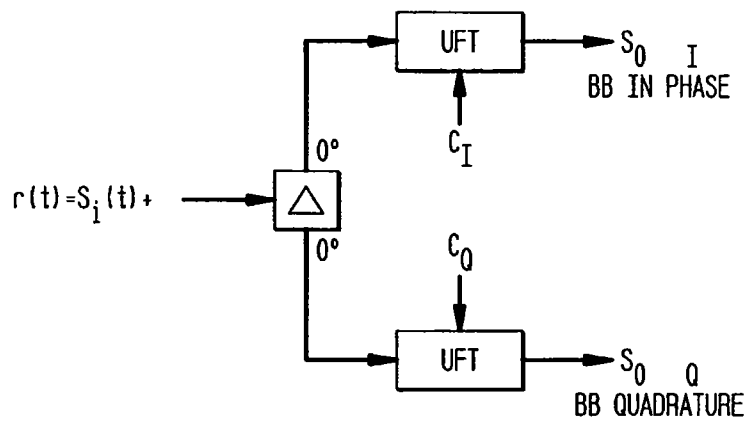 UFT
S0 I
BB IN PHASE
CI
0°
r(t)=Si(t)+
△
0°
CQ
UFT
S0 Q
BB QUADRATURE